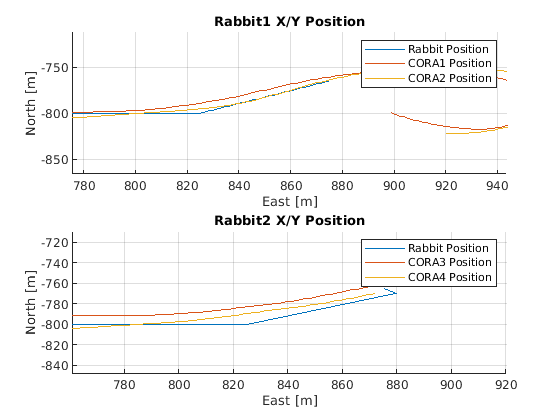 Rabbit1 X/Y Position
Rabbit Position
CORA1 Position
CORA2 Position
North [m]
-750
-800
-850
780 800 820 840 860 880 900 920 940
East [m]
Rabbit2 X/Y Position
Rabbit Position
CORA3 Position
CORA4 Position
North [m]
-720
-740
-760
-780
-800
-820
-840
780 800 820 840 860 880 900 920
East [m]